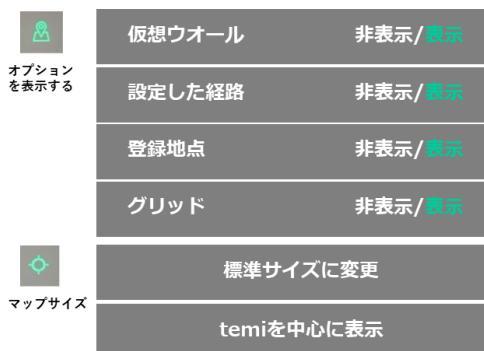 仮想ウオール 非表示/表示
オプション
を表示する
設定した経路 非表示/表示
登録地点 非表示/表示
グリッド 非表示/表示
標準サイズに変更
マップサイズ
temiを中心に表示